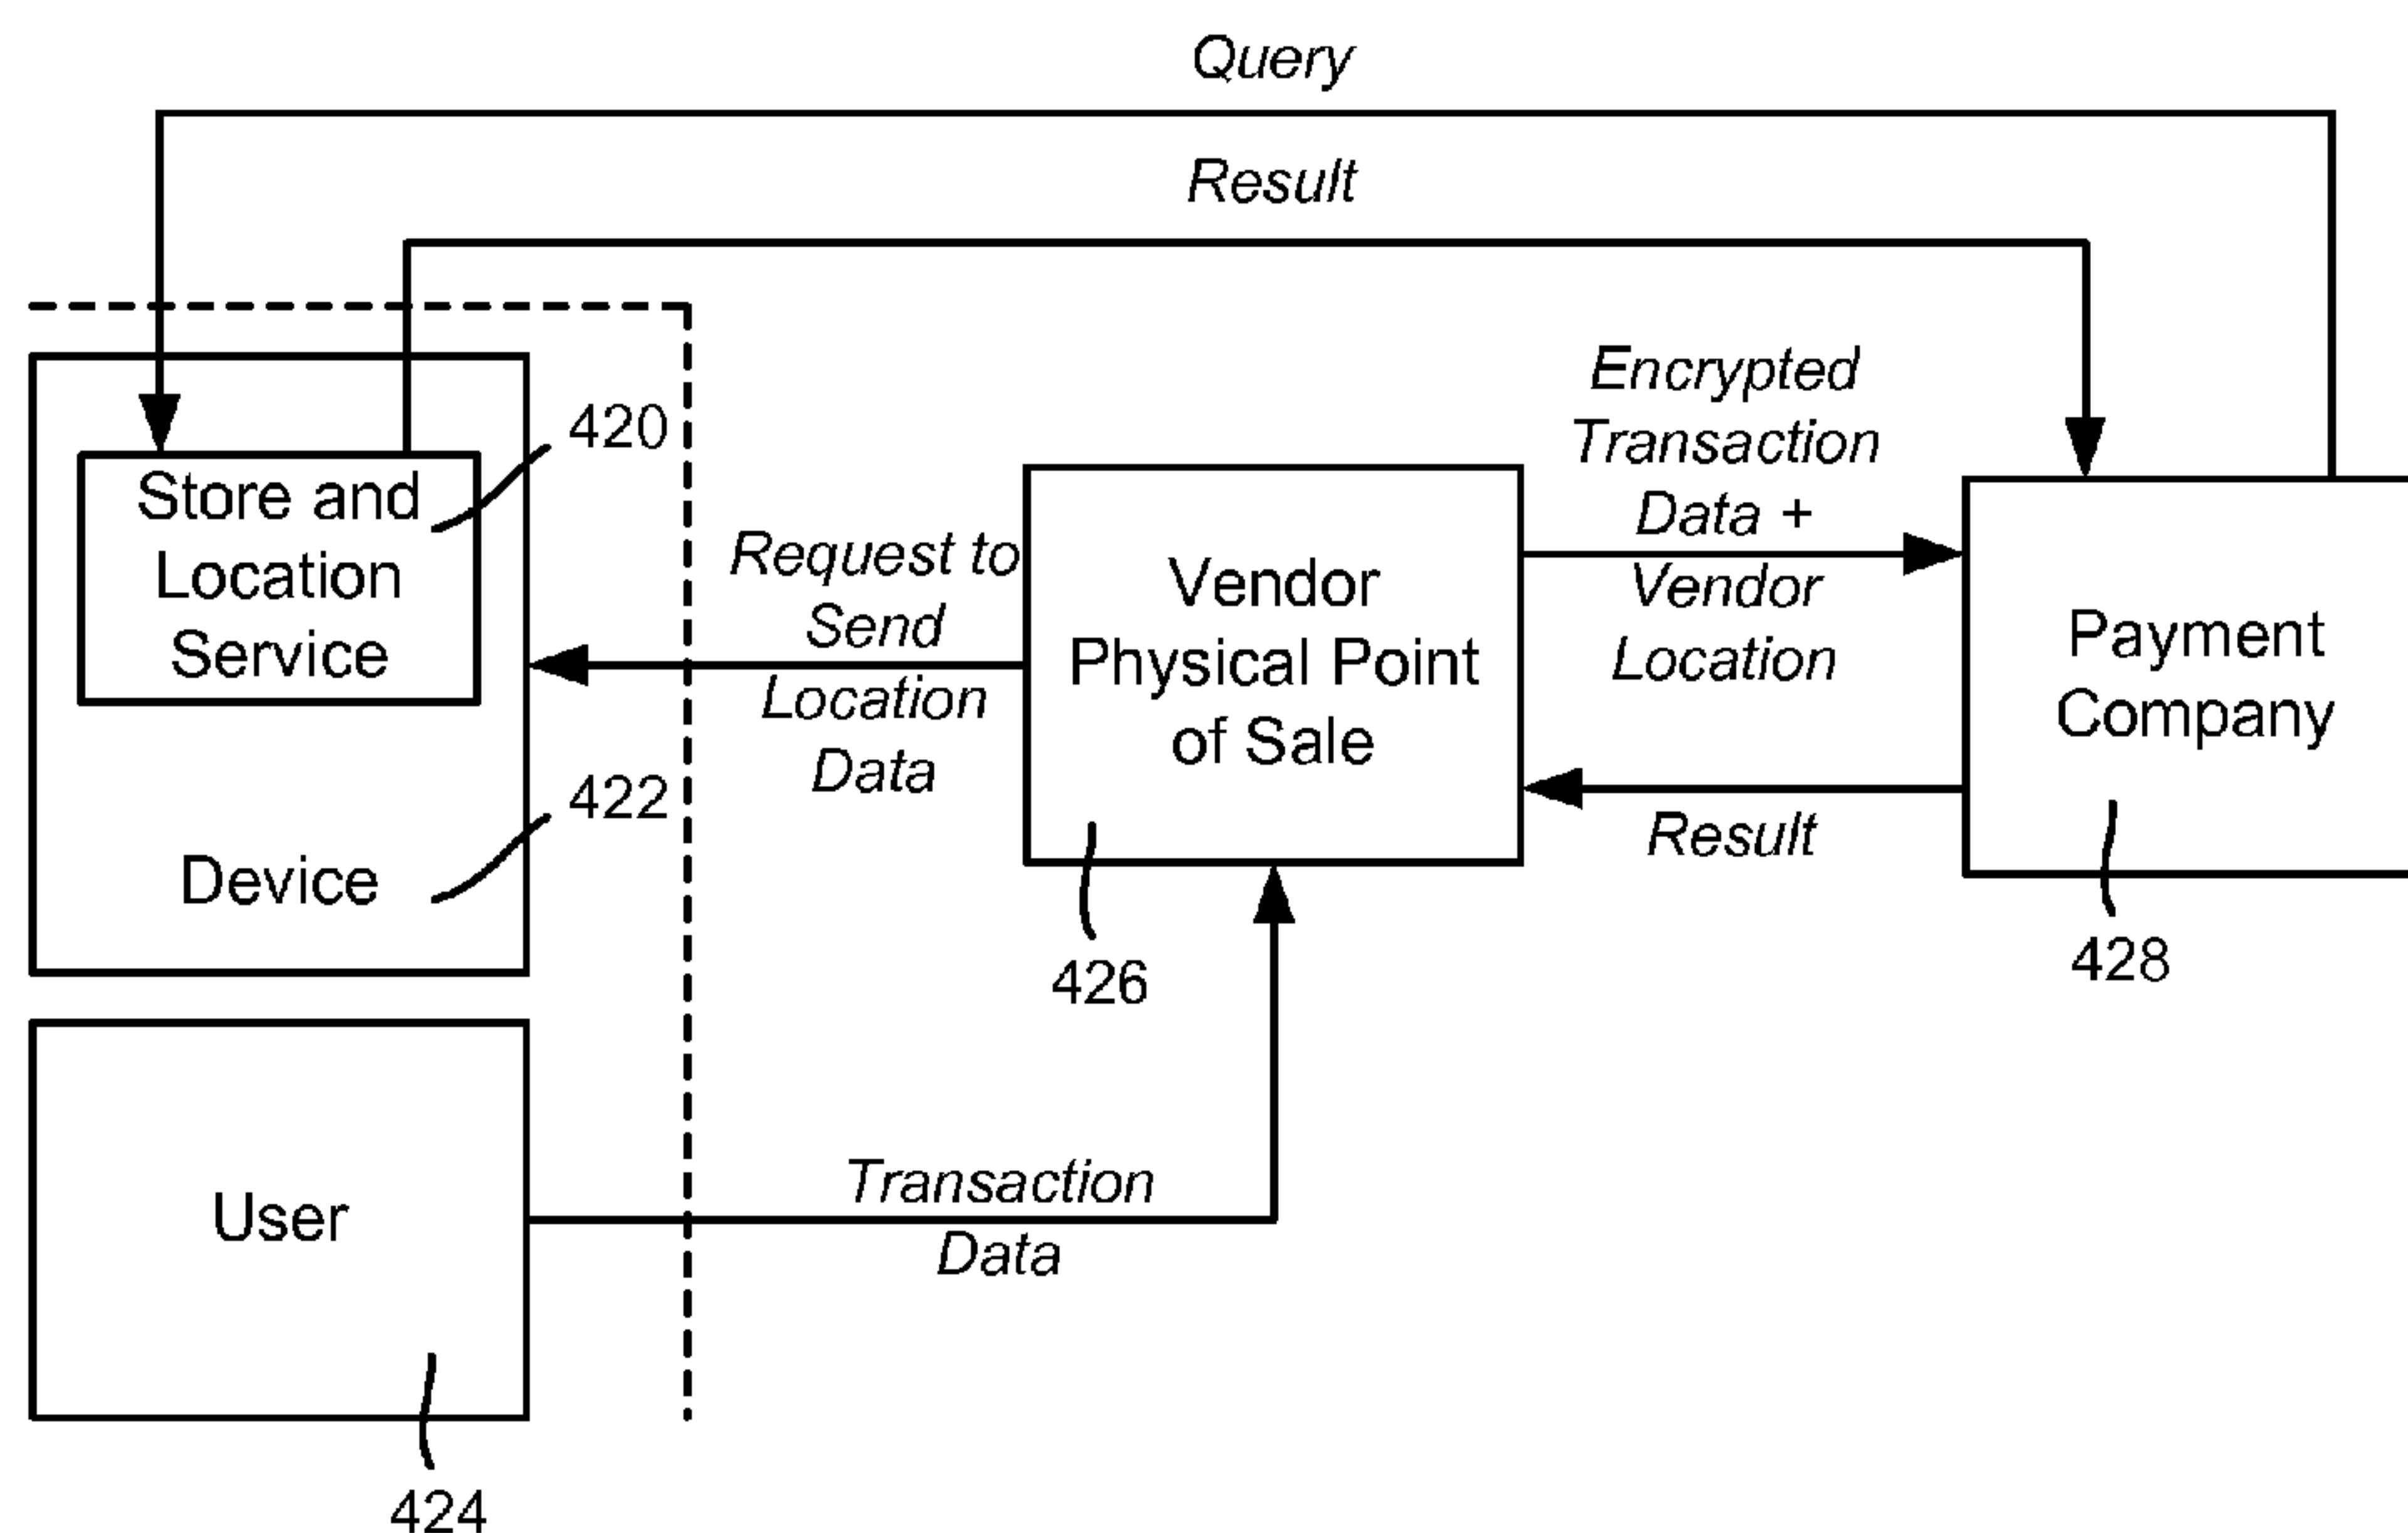 Query
Result
Encrypted
Transaction
Data +
Vendor
Location
420
Store and
Location
Service
Request to
Send
Location
Data
Vendor
Physical Point
of Sale
Payment
Company
422
Device
Result
426
428
User
Transaction
Data
424